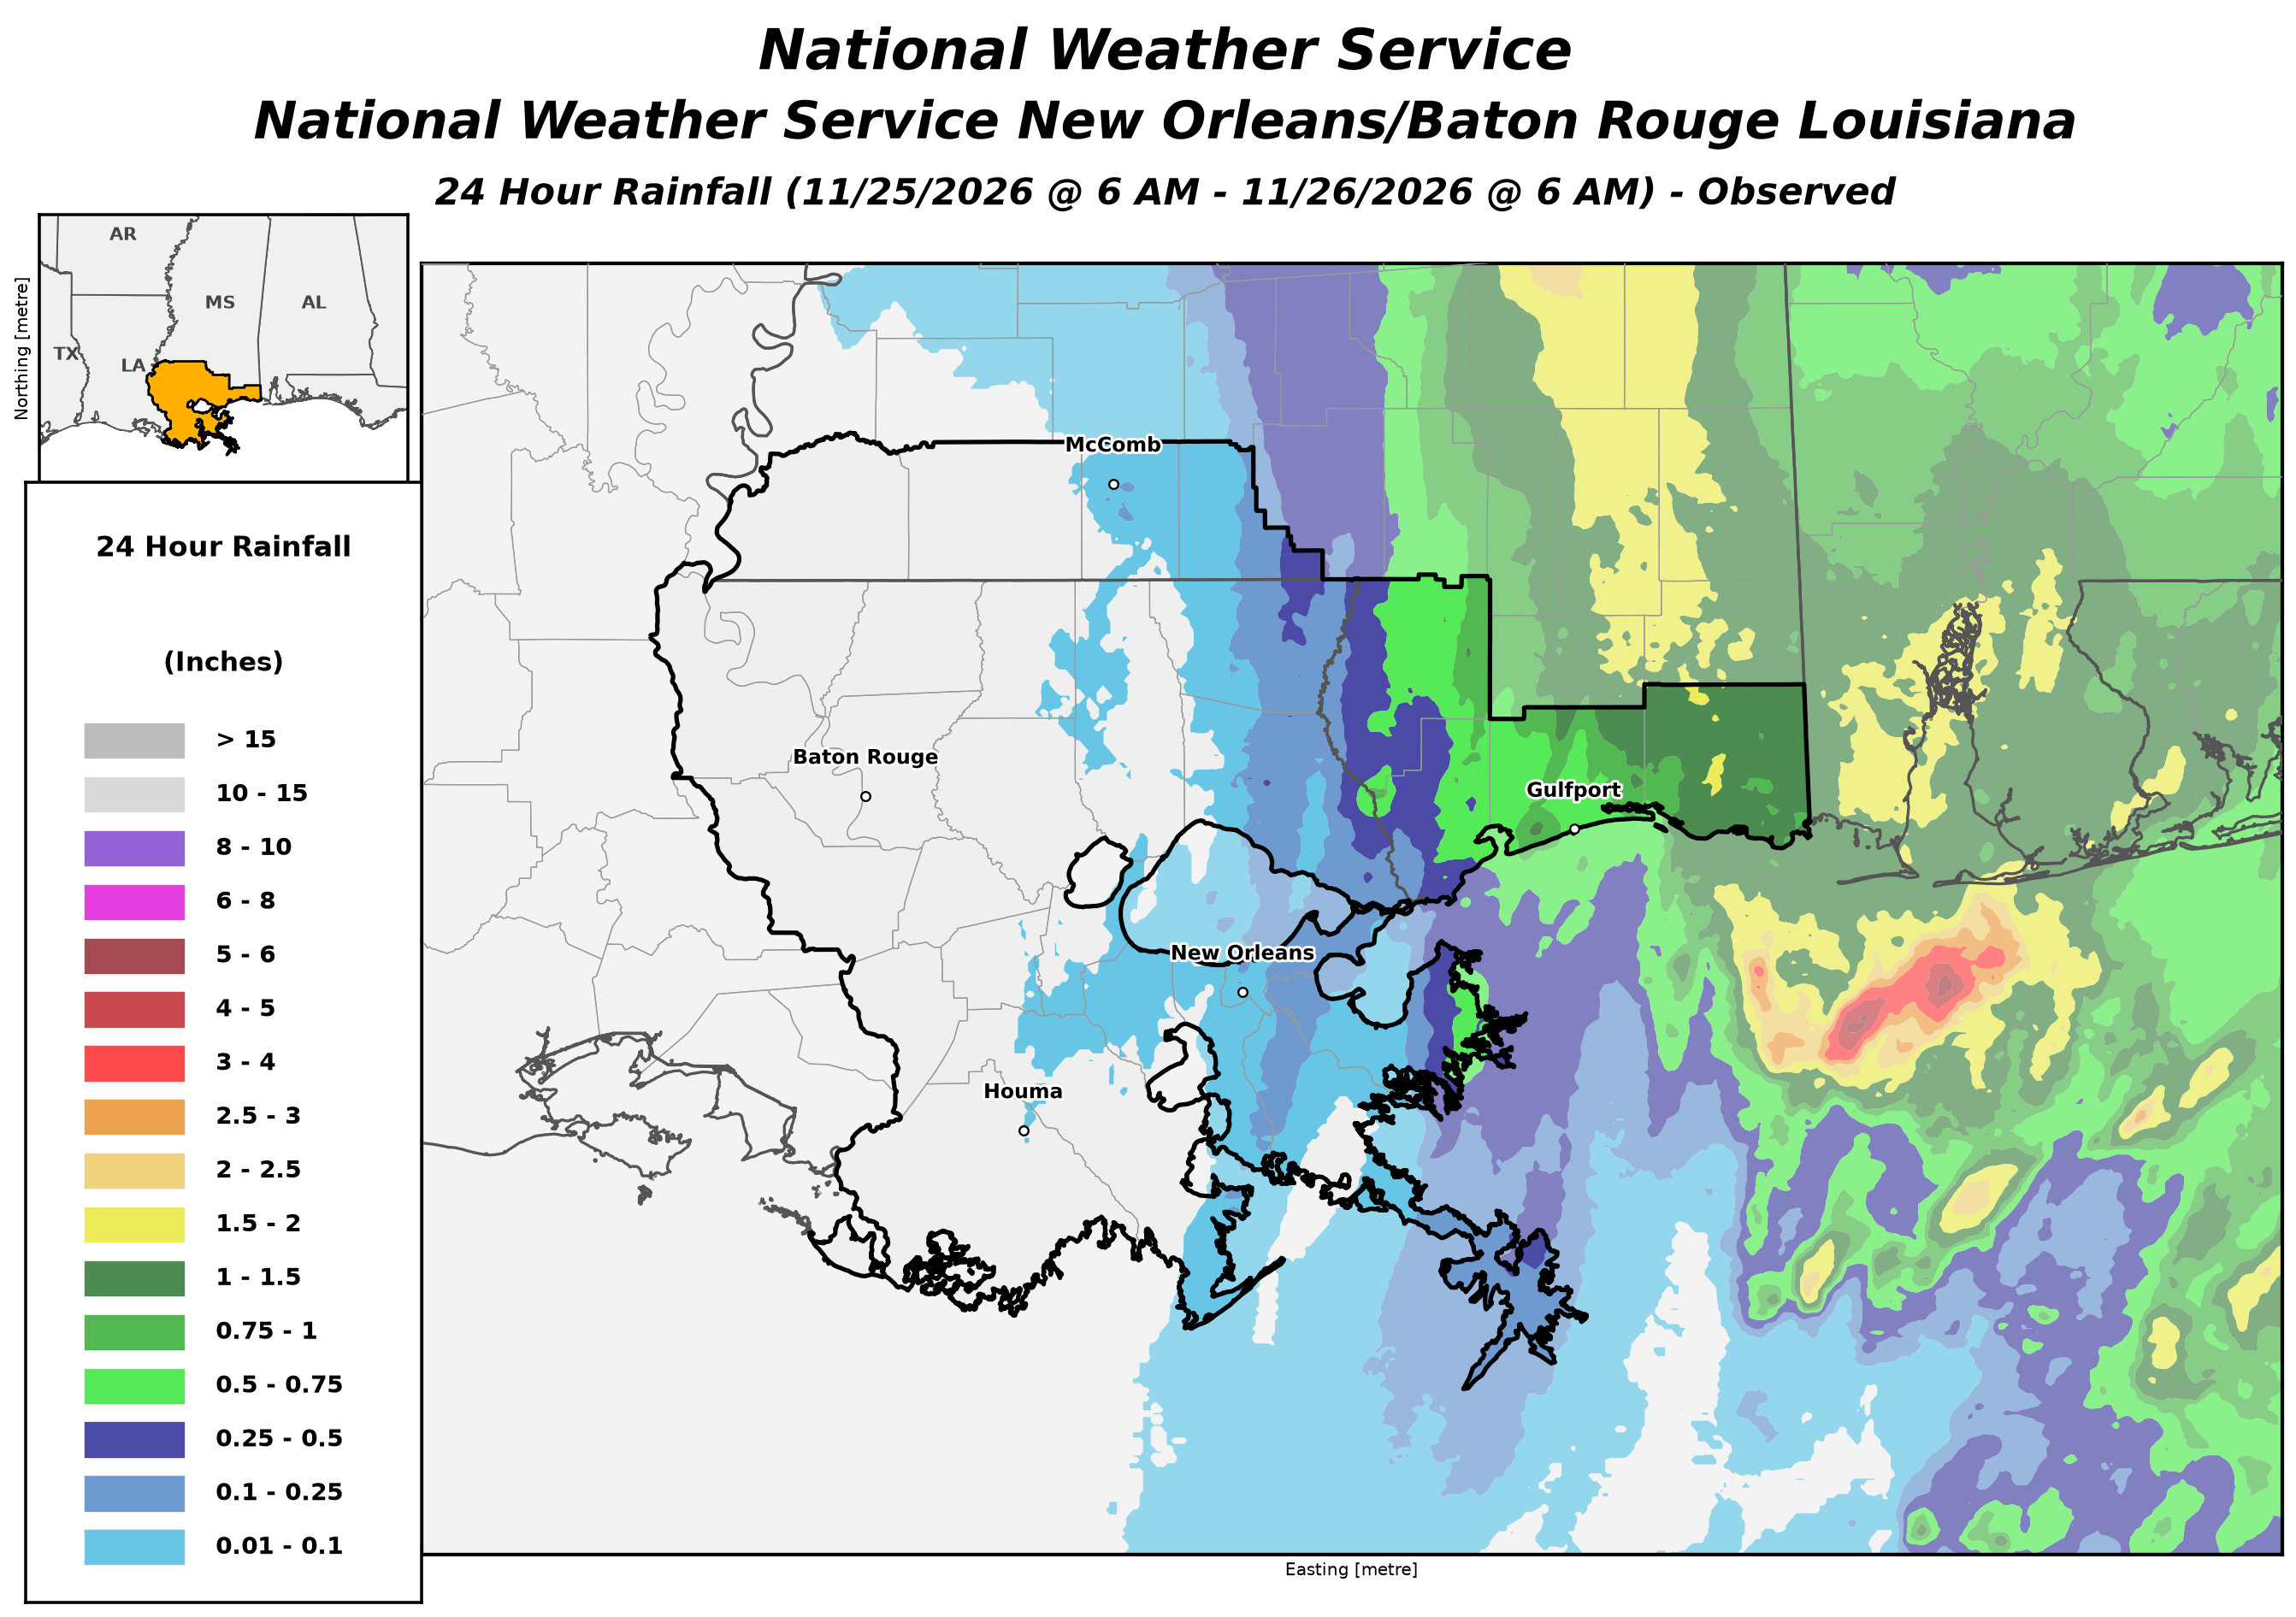 National Weather Service
National Weather Service New Orleans/Baton Rouge Louisiana
24 Hour Rainfall (11/25/2026 @ 6 AM - 11/26/2026 @ 6 AM) - Observed
Northing [metre]
AR
MS
AL
TX
LA
24 Hour Rainfall
(Inches)
> 15
10 - 15
8 - 10
6 - 8
5 - 6
4 - 5
3 - 4
2.5 - 3
2 - 2.5
1.5 - 2
1 - 1.5
0.75 - 1
0.5 - 0.75
0.25 - 0.5
0.1 - 0.25
0.01 - 0.1
McComb
Baton Rouge
Gulfport
New Orleans
Houma
Easting [metre]